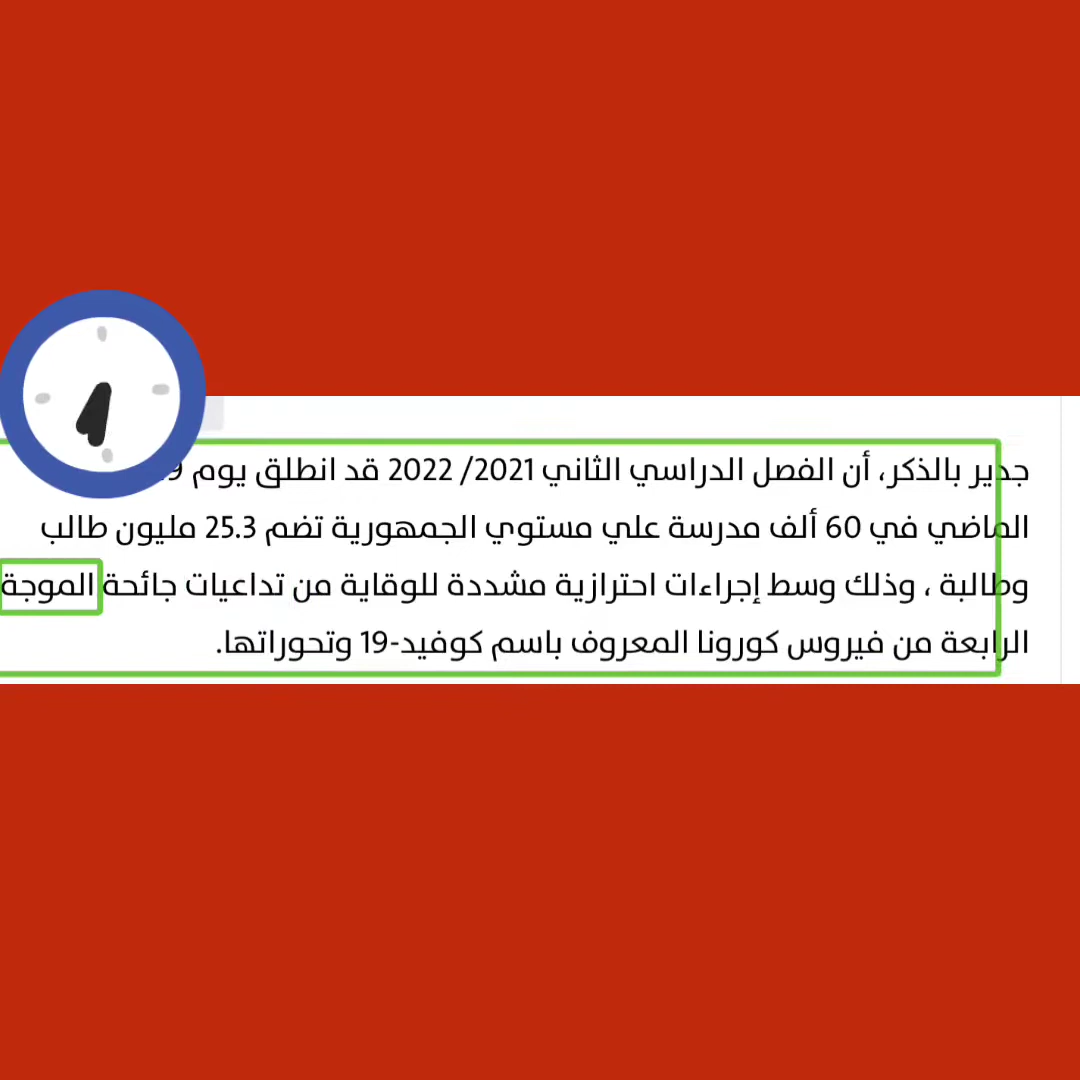 جدير بالذكر، أن الفصل الدراسي الثاني 2021/ 2022 قد انطلق يوم
الماضي في 60 ألف مدرسة علي مستوي الجمهورية تضم 25.3 مليون طالب
وطالبة ، وذلك وسط إجراءات احترازية مشددة للوقاية من تداعيات جائحة الموجة
الرابعة من فيروس كورونا المعروف باسم كوفيد-19 وتحوراتها.